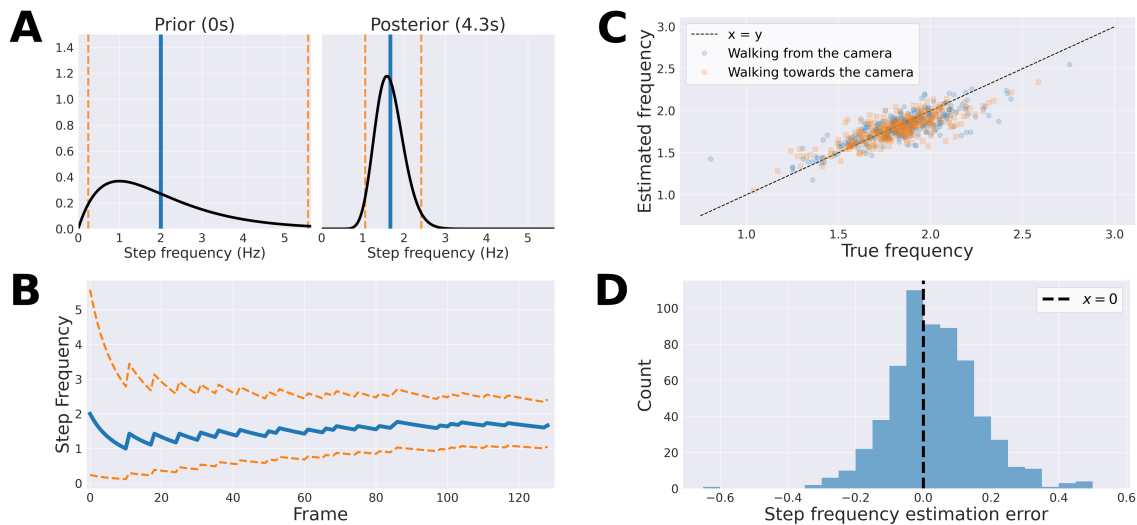 A
Prior (0s)
Posterior (4.3s)
1.4
1.2
1.0
0.8
0.6
0.4
0.2
0.0
0 1 2 3 4 5
0 1 2 3 4 5
Step frequency (Hz)
Step frequency (Hz)
B
Step Frequency
5
4
3
2
1
0
0 20 40 60 80 100 120
Frame
C
Estimated frequency
3.0
2.5
2.0
1.5
1.0
x = y
Walking from the camera
Walking towards the camera
1.0 1.5 2.0 2.5 3.0
True frequency
D
Count
100
80
60
40
20
0
x = 0
−0.6 −0.4 −0.2 0.0 0.2 0.4 0.6
Step frequency estimation error